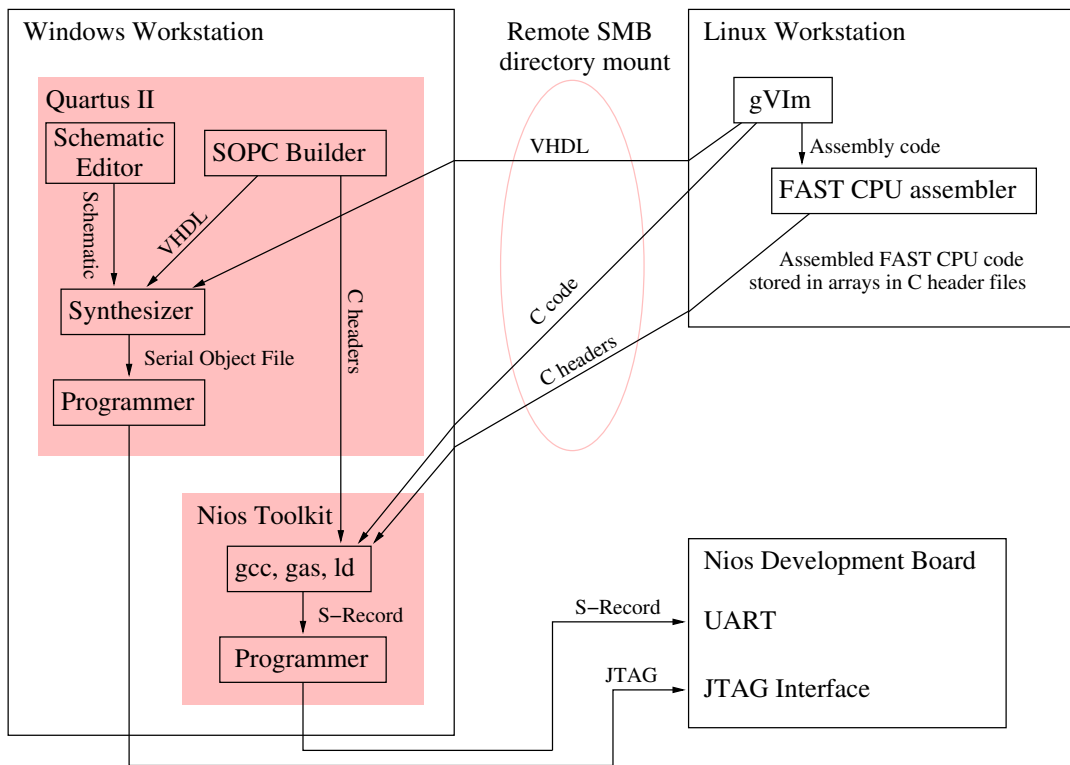 Windows Workstation
Remote SMB
directory mount
Linux Workstation
Quartus II
Schematic
Editor
SOPC Builder
gVIm
VHDL
Assembly code
FAST CPU assembler
Schematic
VHDL
Assembled FAST CPU code
stored in arrays in C header files
Synthesizer
C headers
C code
Serial Object File
C headers
Programmer
Nios Toolkit
gcc, gas, ld
S−Record
Programmer
Nios Development Board
S−Record
UART
JTAG
JTAG Interface